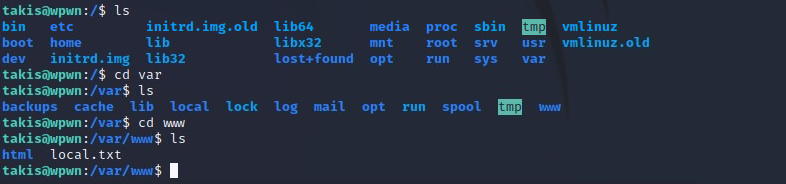 takis@wpwn:/$ ls
bin   etc         initrd.img.old  lib64       media  proc  sbin  tmp  vmlinuz
boot  home        lib             libx32      mnt    root  srv   usr  vmlinuz.old
dev   initrd.img  lib32           lost+found  opt    run   sys   var
takis@wpwn:/$ cd var
takis@wpwn:/var$ ls
backups  cache  lib  local  lock  log  mail  opt  run  spool  tmp  www
takis@wpwn:/var$ cd www
takis@wpwn:/var/www$ ls
html  local.txt
takis@wpwn:/var/www$